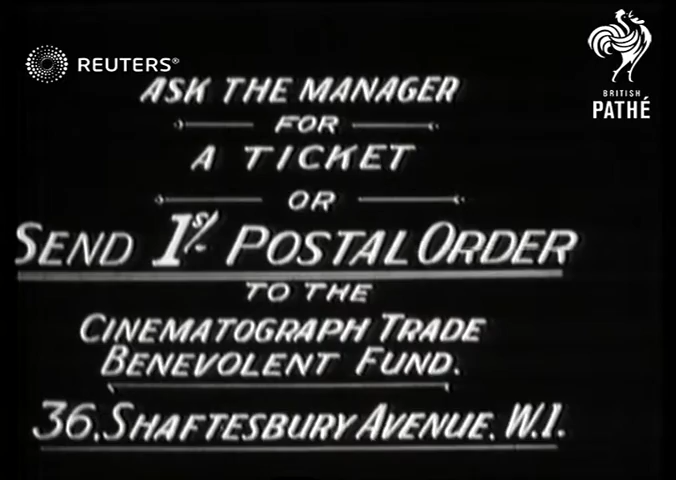 REUTERS®
BRITISH
PATHÉ
ASK THE MANAGER
FOR
A TICKET
OR
SEND 1s/- POSTAL ORDER
TO THE
CINEMATOGRAPH TRADE
BENEVOLENT FUND.
36, SHAFTESBURY AVENUE. W.1.